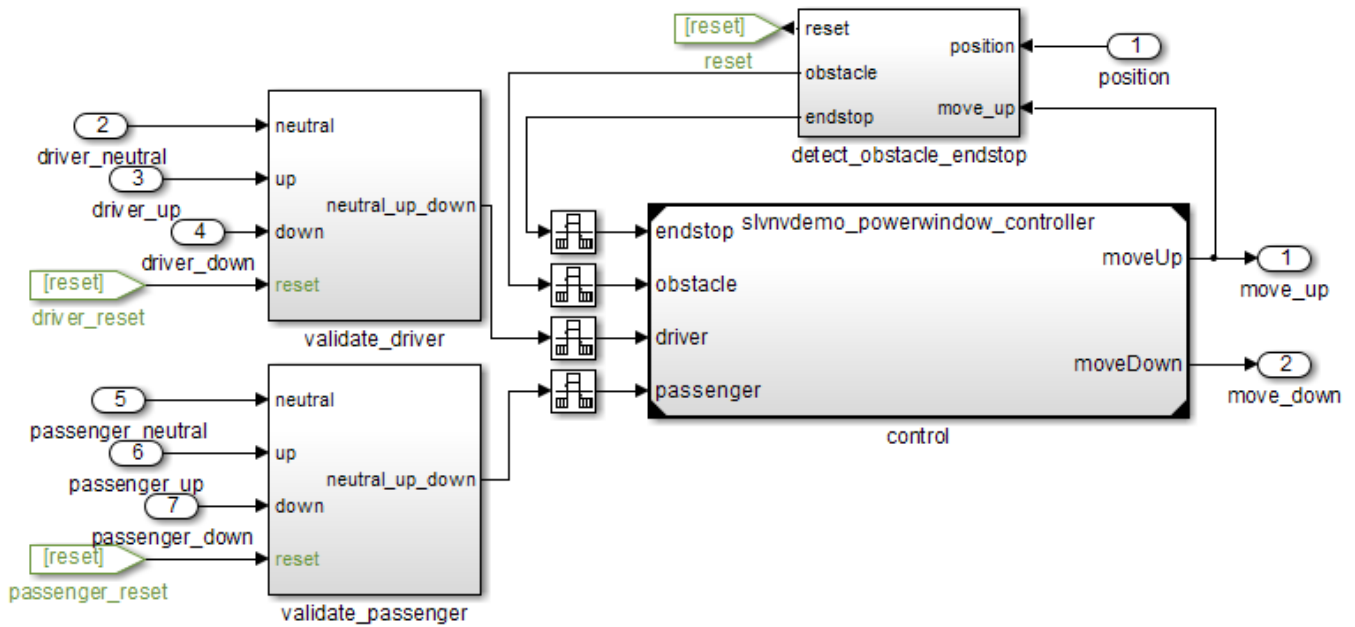 [reset]
reset
reset
obstacle
endstop
position
move_up
detect_obstacle_endstop
1
position
2
driver_neutral
3
driver_up
4
driver_down
[reset]
driver_reset
neutral
up
down
reset
neutral_up_down
validate_driver
5
passenger_neutral
6
passenger_up
7
passenger_down
[reset]
passenger_reset
neutral
up
down
reset
neutral_up_down
validate_passenger
endstop
obstacle
driver
passenger
slvnvdemo_powerwindow_controller
moveUp
moveDown
control
1
move_up
2
move_down